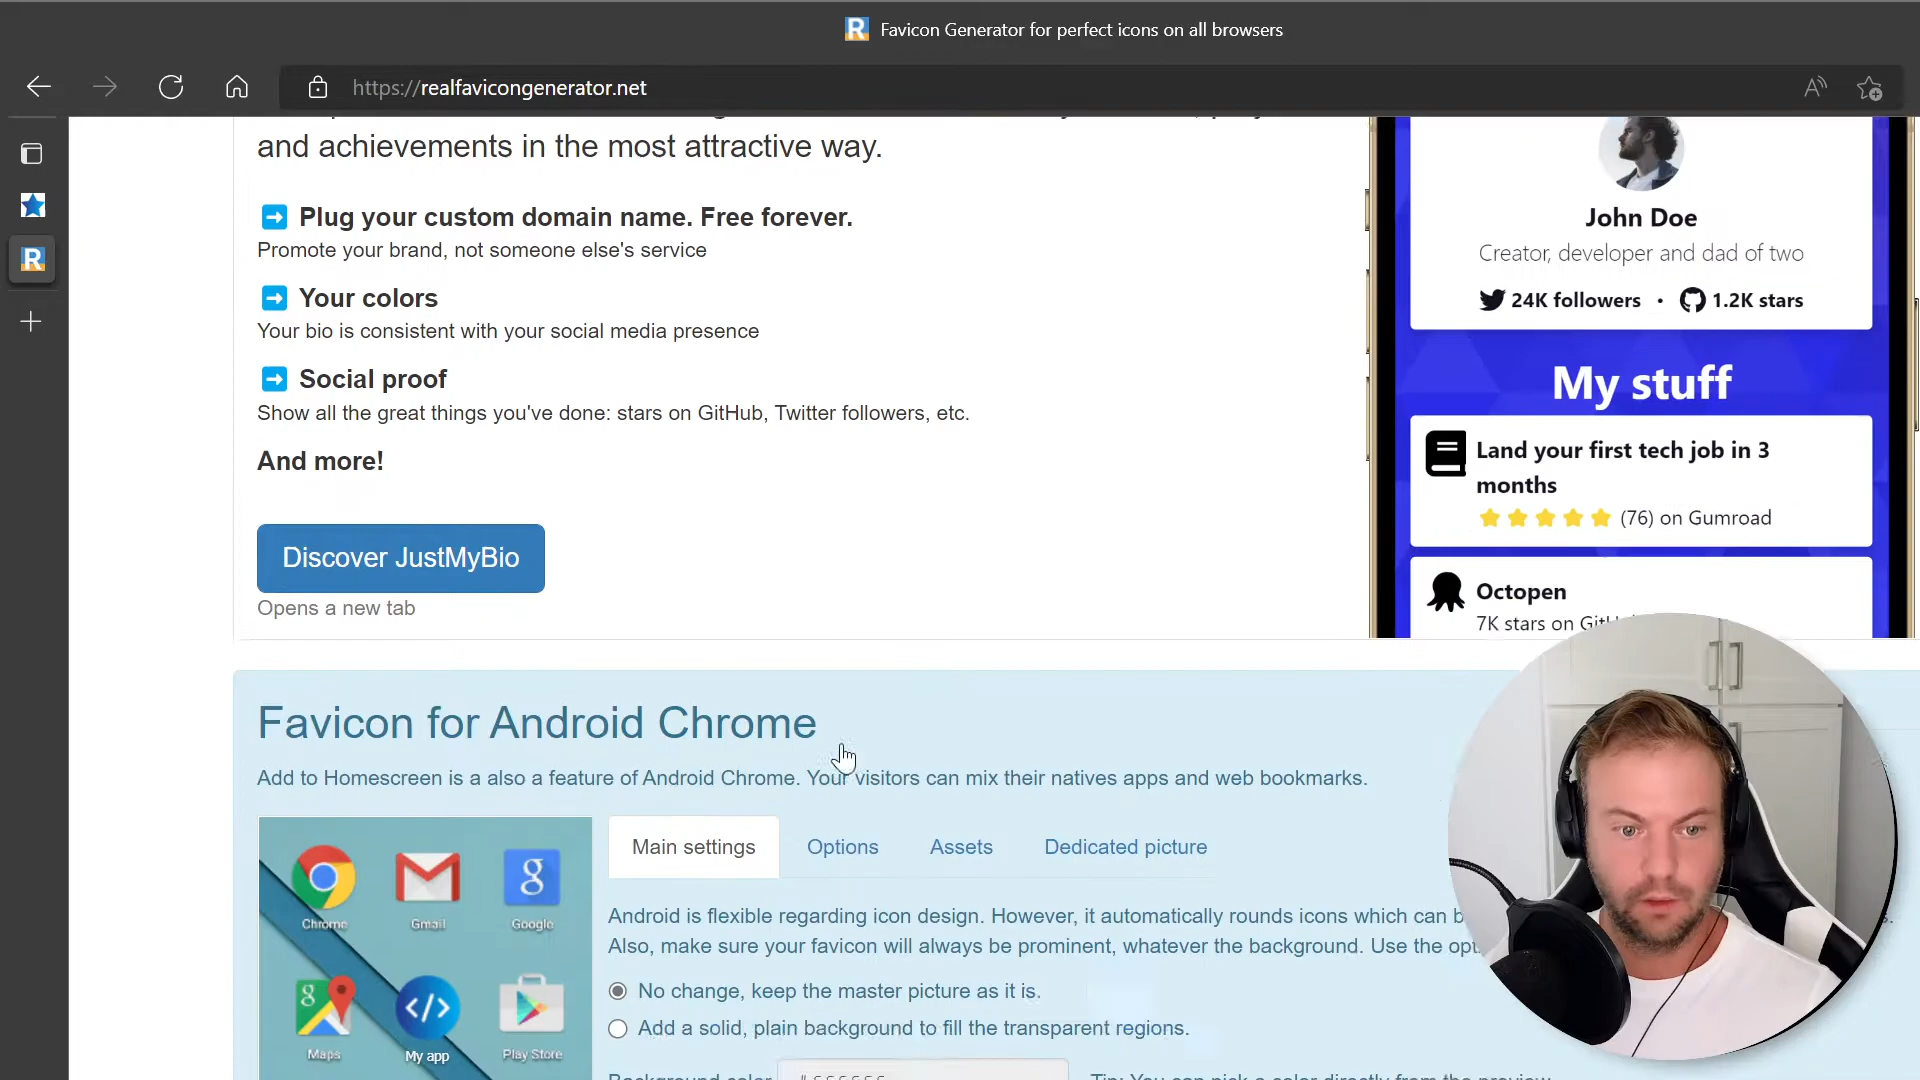 Favicon Generator for perfect icons on all browsers
https://realfavicongenerator.net
and achievements in the most attractive way.
Plug your custom domain name. Free forever.
Promote your brand, not someone else's service
Your colors
Your bio is consistent with your social media presence
Social proof
Show all the great things you've done: stars on GitHub, Twitter followers, etc.
And more!
Discover JustMyBio
Opens a new tab
John Doe
Creator, developer and dad of two
24K followers • 1.2K stars
My stuff
Land your first tech job in 3
months
(76) on Gumroad
Octopen
7K stars on
Favicon for Android Chrome
Add to Homescreen is a also a feature of Android Chrome. Your visitors can mix their natives apps and web bookmarks.
Chrome
Gmail
Google
Maps
My app
Play Store
Main settings
Options
Assets
Dedicated picture
Android is flexible regarding icon design. However, it automatically rounds icons which can
Also, make sure your favicon will always be prominent, whatever the background. Use the
No change, keep the master picture as it is.
Add a solid, plain background to fill the transparent regions.